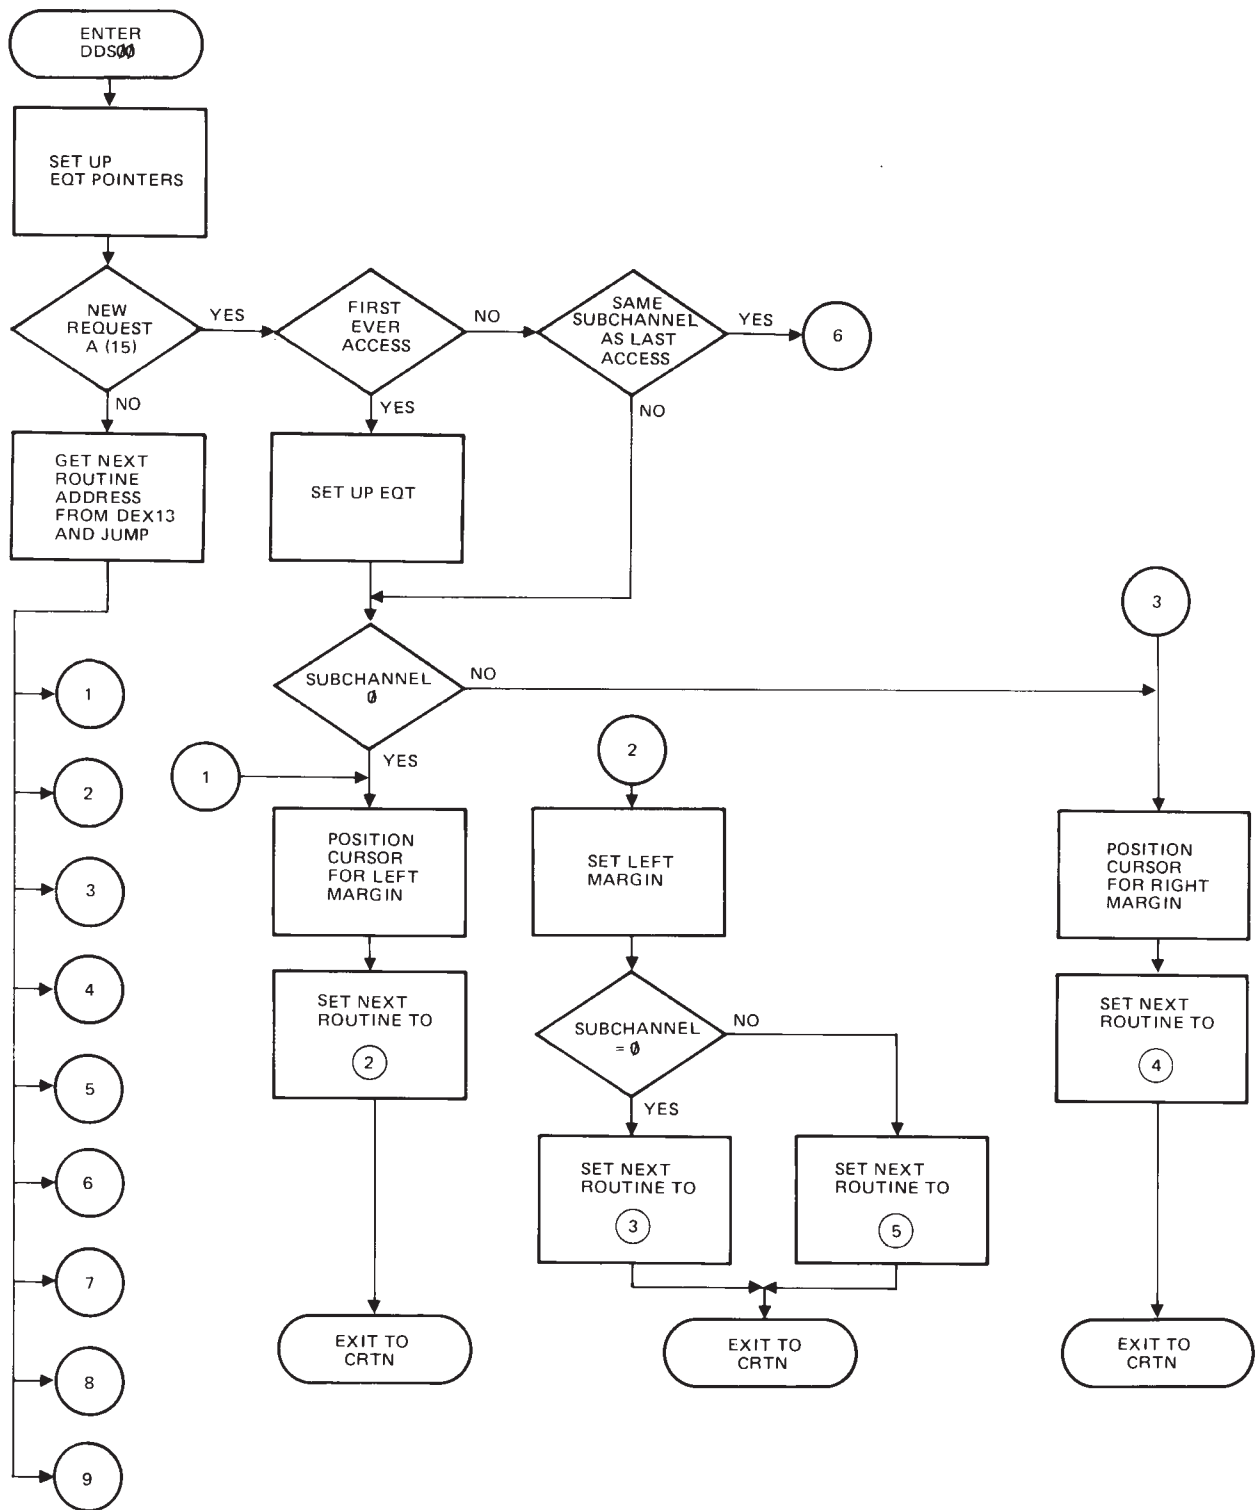 ENTER
DDS00
SET UP
EQT POINTERS
NEW
REQUEST
A (15)
YES
NO
FIRST
EVER
ACCESS
NO
YES
SAME
SUBCHANNEL
AS LAST
ACCESS
YES
NO
6
GET NEXT
ROUTINE
ADDRESS
FROM DEX13
AND JUMP
SET UP EQT
1
2
3
4
5
6
7
8
9
SUBCHANNEL
0
NO
YES
3
1
POSITION
CURSOR
FOR LEFT
MARGIN
SET NEXT
ROUTINE TO
2
EXIT TO
CRTN
2
SET LEFT
MARGIN
SUBCHANNEL
= 0
NO
YES
SET NEXT
ROUTINE TO
3
SET NEXT
ROUTINE TO
5
EXIT TO
CRTN
POSITION
CURSOR
FOR RIGHT
MARGIN
SET NEXT
ROUTINE TO
4
EXIT TO
CRTN